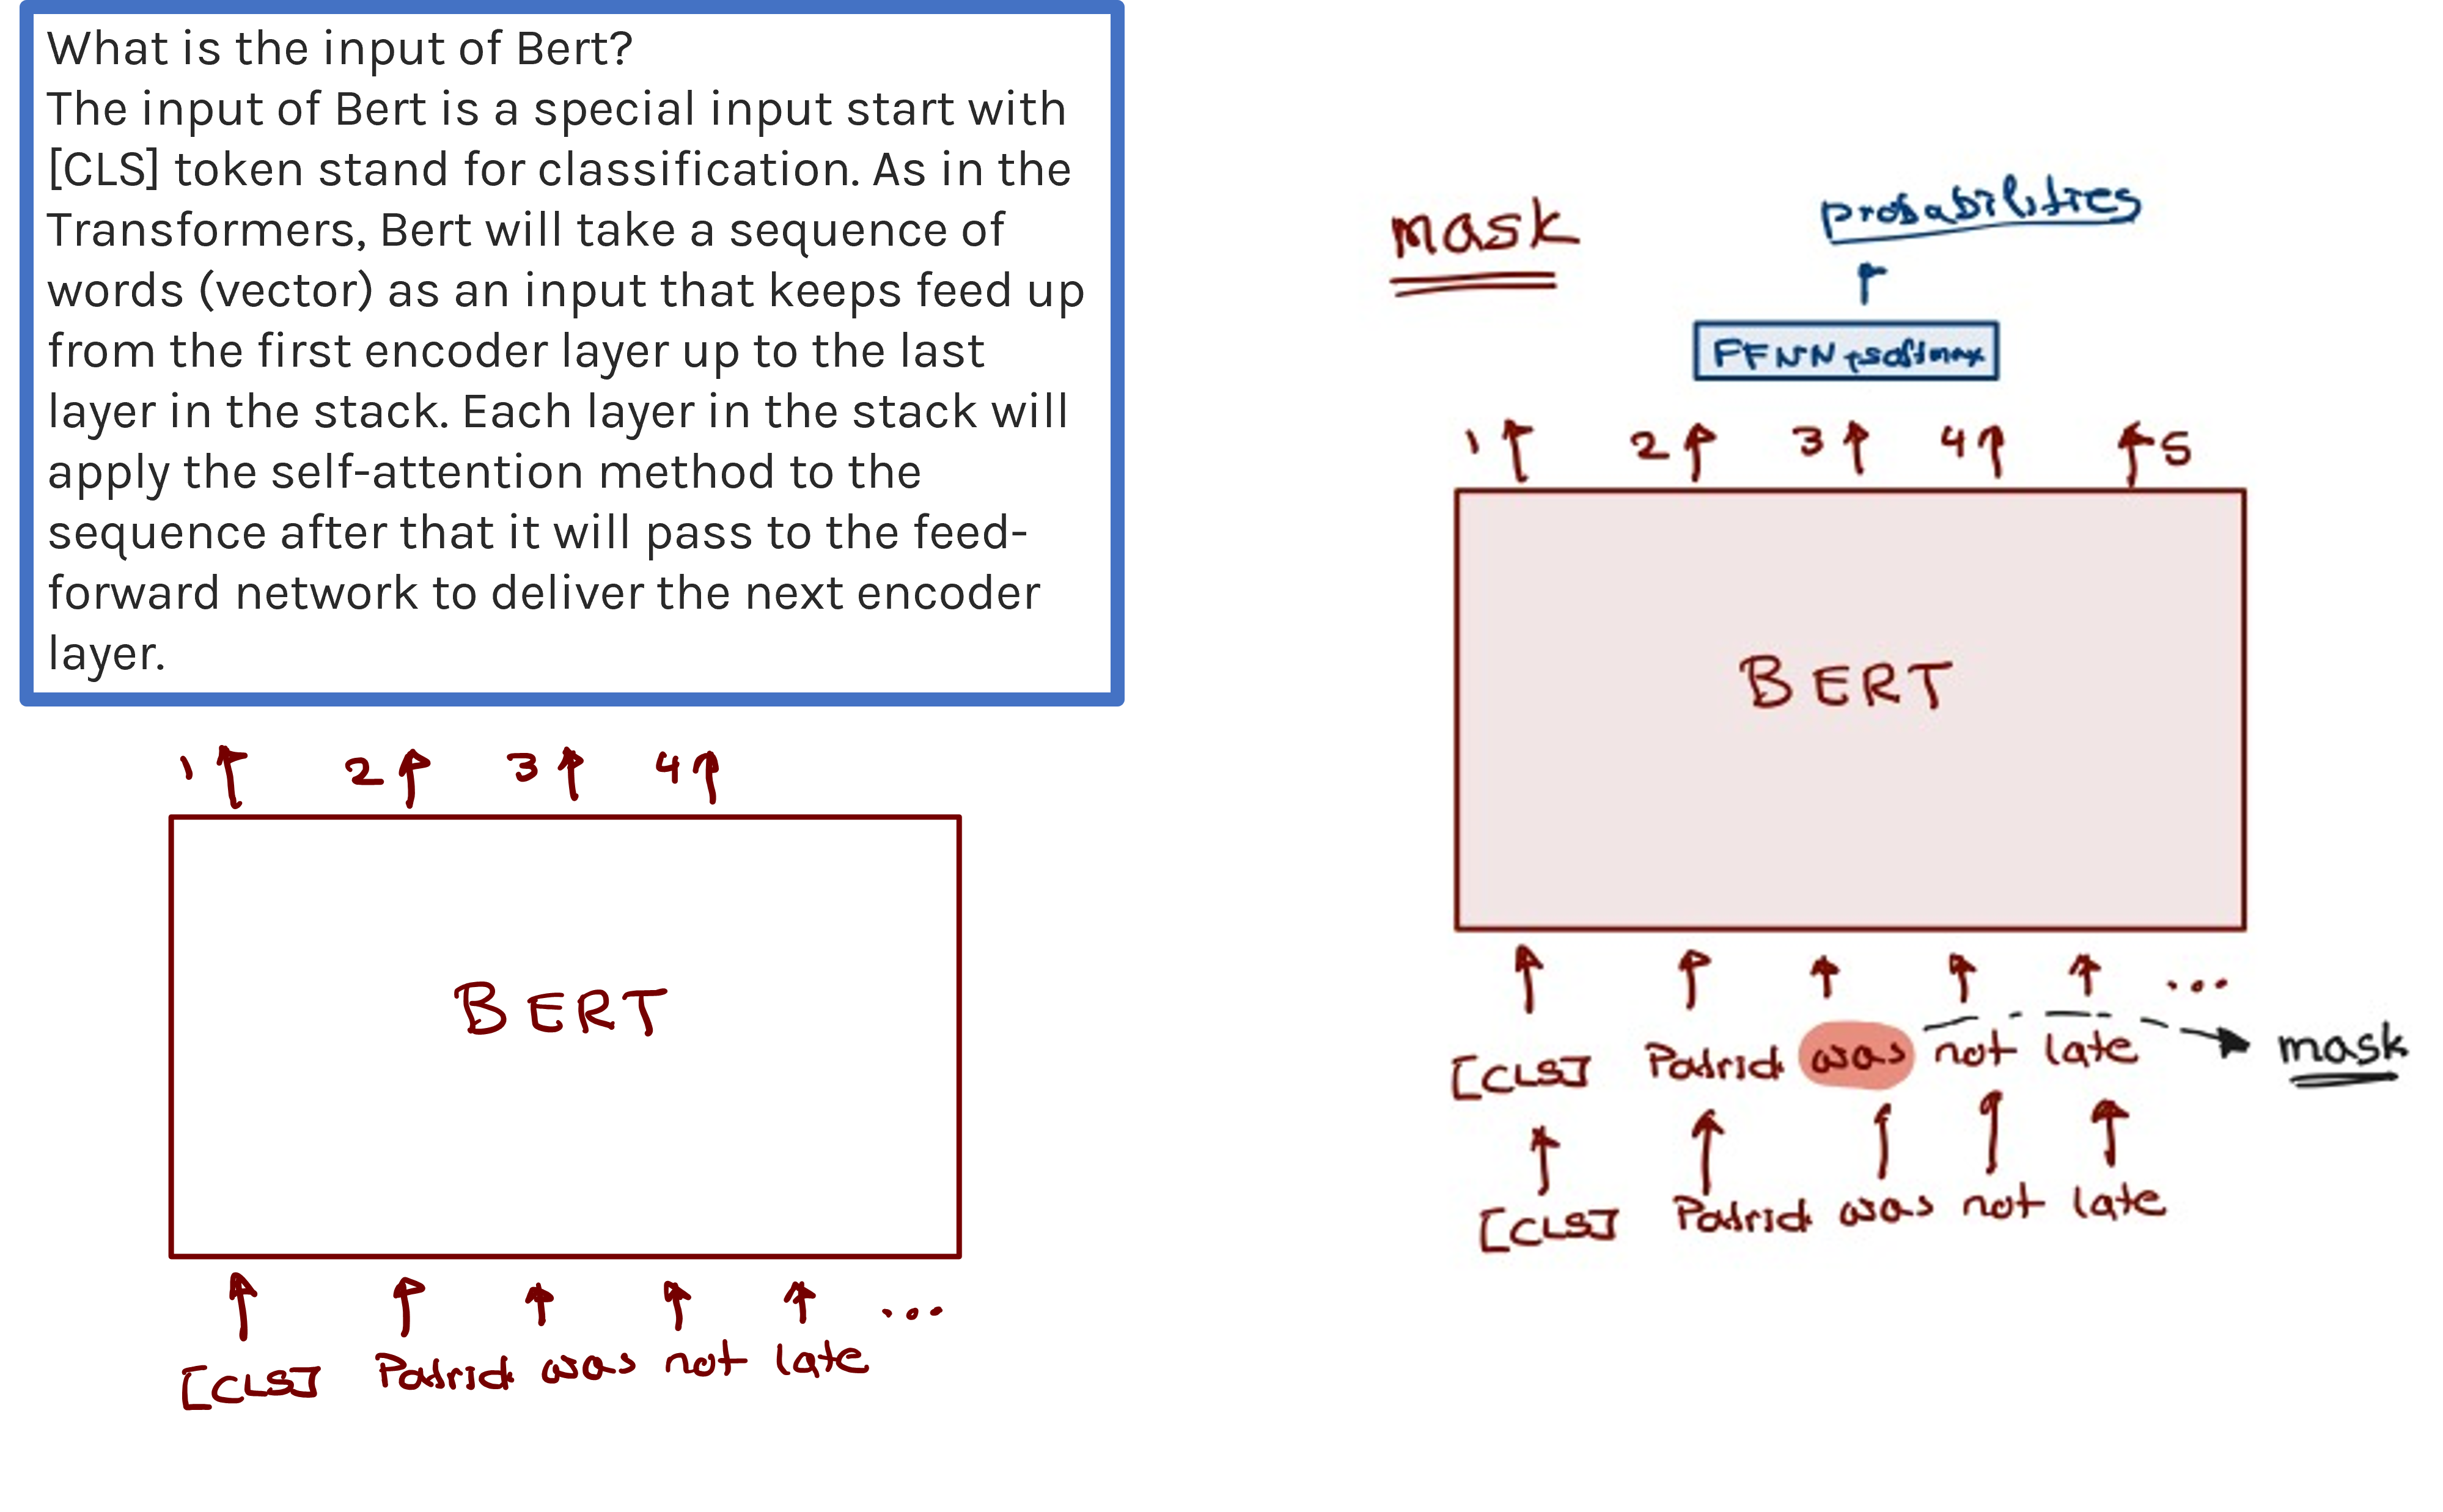 What is the input of Bert?
The input of Bert is a special input start with
[CLS] token stand for classification. As in the
Transformers, Bert will take a sequence of
words (vector) as an input that keeps feed up
from the first encoder layer up to the last
layer in the stack. Each layer in the stack will
apply the self-attention method to the
sequence after that it will pass to the feed-
forward network to deliver the next encoder
layer.
1 2 3 4
BERT
...
[CLS] Patrick was not late
mask
probabilities
FFNN +softmax
1 2 3 4 5
BERT
...
[CLS] Patrick was not late mask
[CLS] Patrick was not late